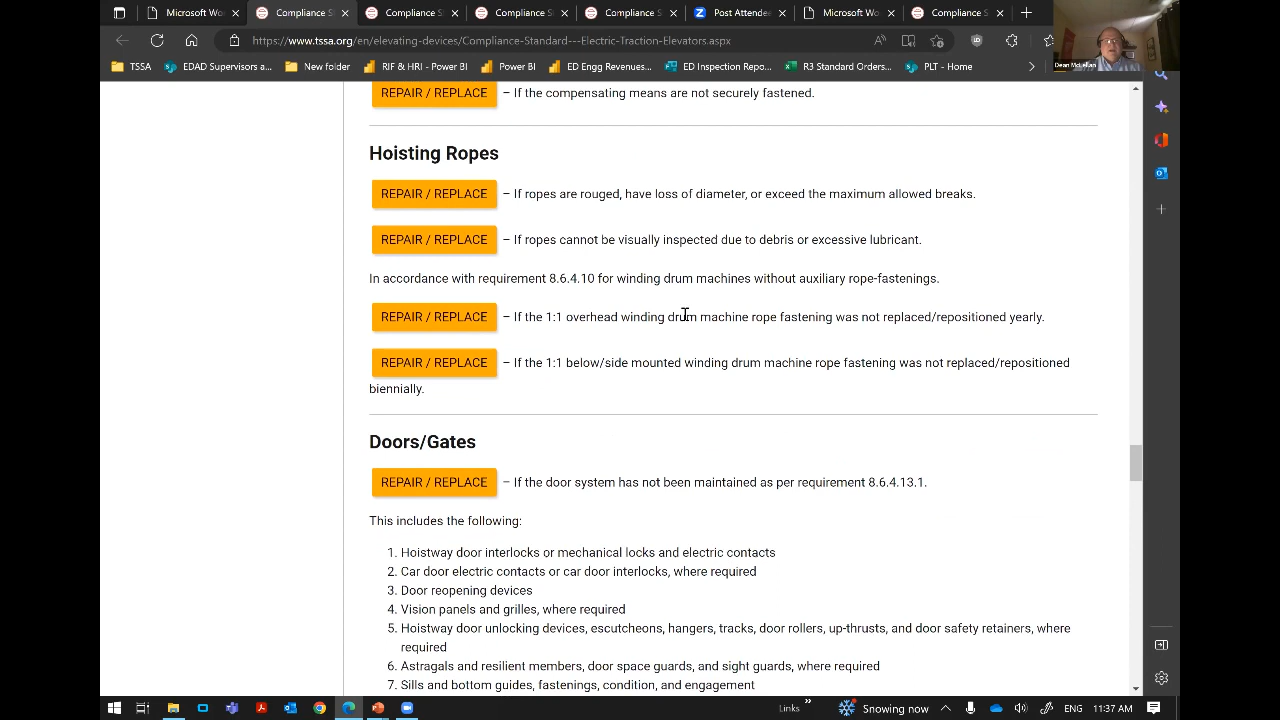 Microsoft Wo
Compliance S
Compliance S
Compliance S
Compliance S
Post Attende
Microsoft Wo
Compliance S
https://www.tssa.org/en/elevating-devices/Compliance-Standard---Electric-Traction-Elevators.aspx
TSSA
EDAD Supervisors a...
New folder
RIF & HRI - Power BI
Power BI
ED Engg Revenue...
ED Inspection Repo...
R3 Standard Orders...
PLT - Home
Dean McLellan
REPAIR / REPLACE – If the compensating means are not securely fastened.
Hoisting Ropes
REPAIR / REPLACE – If ropes are rouged, have loss of diameter, or exceed the maximum allowed breaks.
REPAIR / REPLACE – If ropes cannot be visually inspected due to debris or excessive lubricant.
In accordance with requirement 8.6.4.10 for winding drum machines without auxiliary rope-fastenings.
REPAIR / REPLACE – If the 1:1 overhead winding drum machine rope fastening was not replaced/repositioned yearly.
REPAIR / REPLACE – If the 1:1 below/side mounted winding drum machine rope fastening was not replaced/repositioned
biennially.
Doors/Gates
REPAIR / REPLACE – If the door system has not been maintained as per requirement 8.6.4.13.1.
This includes the following:
1. Hoistway door interlocks or mechanical locks and electric contacts
2. Car door electric contacts or car door interlocks, where required
3. Door reopening devices
4. Vision panels and grilles, where required
5. Hoistway door unlocking devices, escutcheons, hangers, tracks, door rollers, up-thrusts, and door safety retainers, where
required
6. Astragals and resilient members, door space guards, and sight guards, where required
7. Sills and bottom guides, fastenings, condition, and engagement
Links
Snowing now
ENG
11:37 AM